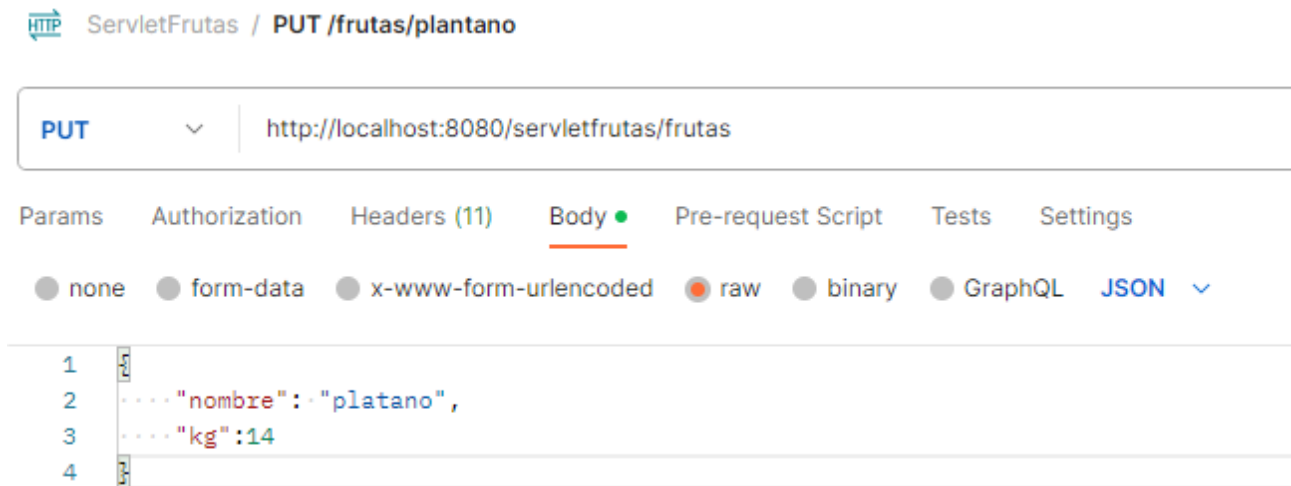 HTTP ServletFrutas / PUT /frutas/plantano
PUT http://localhost:8080/servletfrutas/frutas
Params Authorization Headers (11) Body Pre-request Script Tests Settings
none form-data x-www-form-urlencoded raw binary GraphQL JSON
1 {
2 "nombre": "platano",
3 "kg":14
4 }